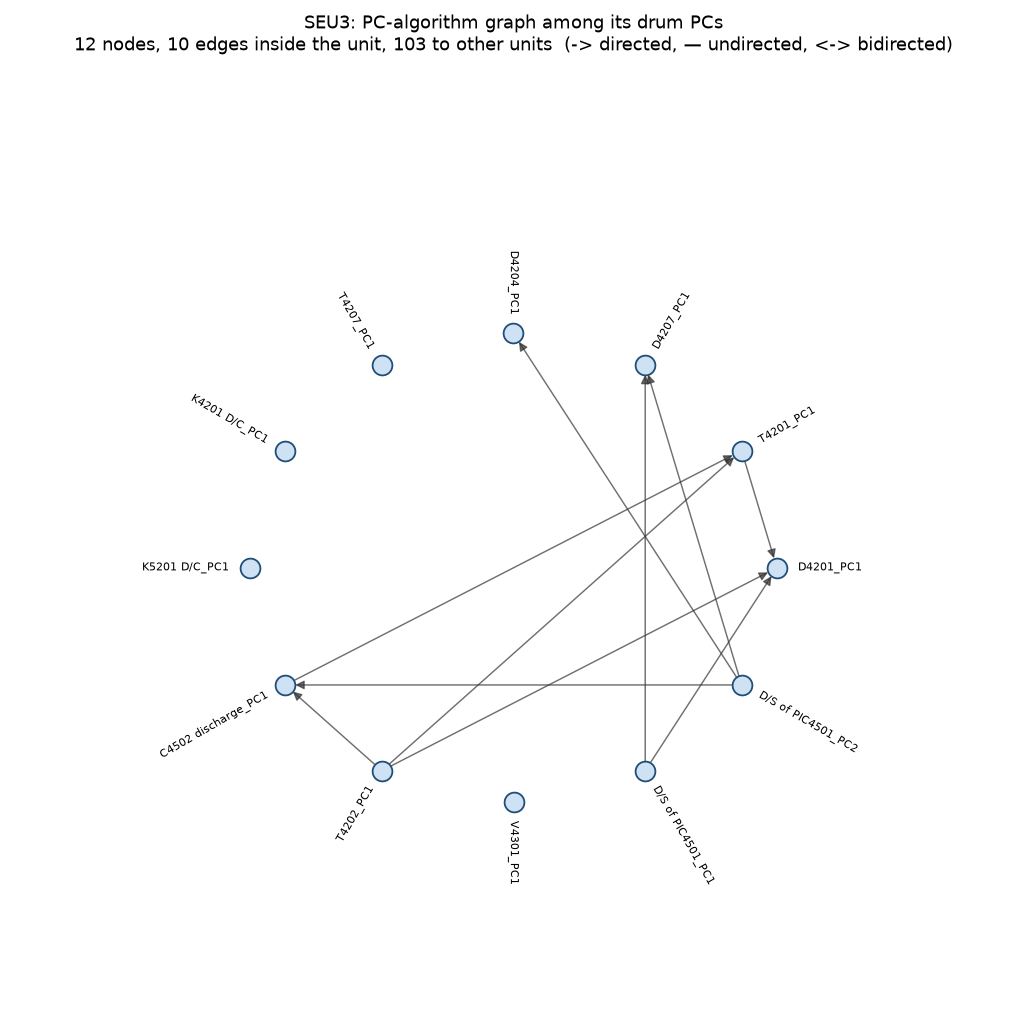 SEU3: PC-algorithm graph among its drum PCs
12 nodes, 10 edges inside the unit, 103 to other units  (-> directed, — undirected, <-> bidirected)
D4204_PC1
T4207_PC1
D4207_PC1
K4201 D/C_PC1
T4201_PC1
K5201 D/C_PC1
D4201_PC1
C4502 discharge_PC1
D/S of PIC4501_PC2
T4202_PC1
V4301_PC1
D/S of PIC4501_PC1